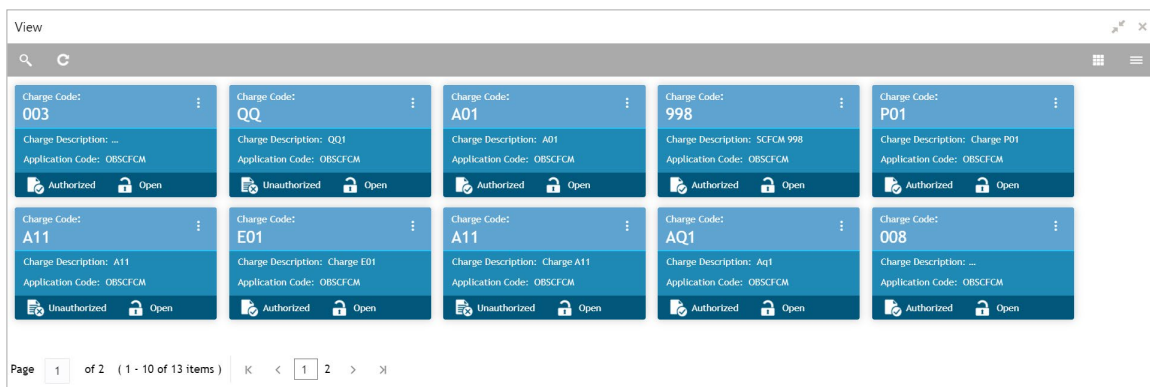 View
Charge Code:
003
Charge Description: ...
Application Code: OBSCFCM
Authorized Open
Charge Code:
QQ
Charge Description: QQ1
Application Code: OBSCFCM
Unauthorized Open
Charge Code:
A01
Charge Description: A01
Application Code: OBSCFCM
Authorized Open
Charge Code:
998
Charge Description: SCFCM 998
Application Code: OBSCFCM
Authorized Open
Charge Code:
P01
Charge Description: Charge P01
Application Code: OBSCFCM
Authorized Open
Charge Code:
A11
Charge Description: A11
Application Code: OBSCFCM
Unauthorized Open
Charge Code:
E01
Charge Description: Charge E01
Application Code: OBSCFCM
Authorized Open
Charge Code:
A11
Charge Description: Charge A11
Application Code: OBSCFCM
Unauthorized Open
Charge Code:
AQ1
Charge Description: Aq1
Application Code: OBSCFCM
Authorized Open
Charge Code:
008
Charge Description: ...
Application Code: OBSCFCM
Authorized Open
Page 1 of 2 ( 1 - 10 of 13 items ) 1 2